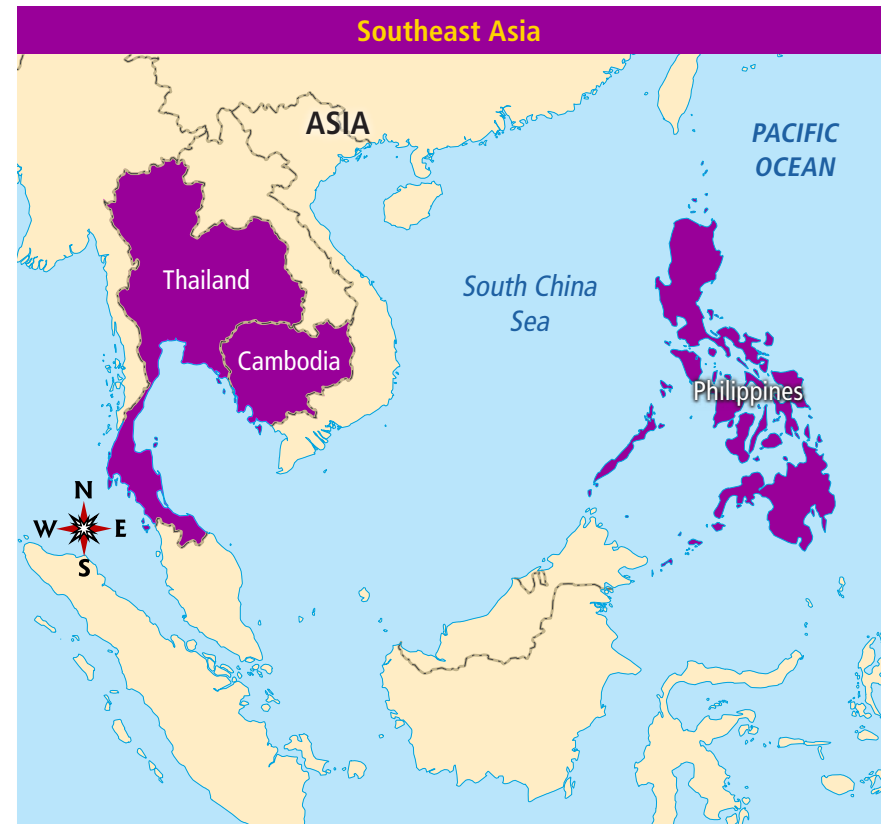 Southeast Asia
ASIA
PACIFIC
OCEAN
Thailand
South China
Sea
Cambodia
Philippines
N
W
E
S